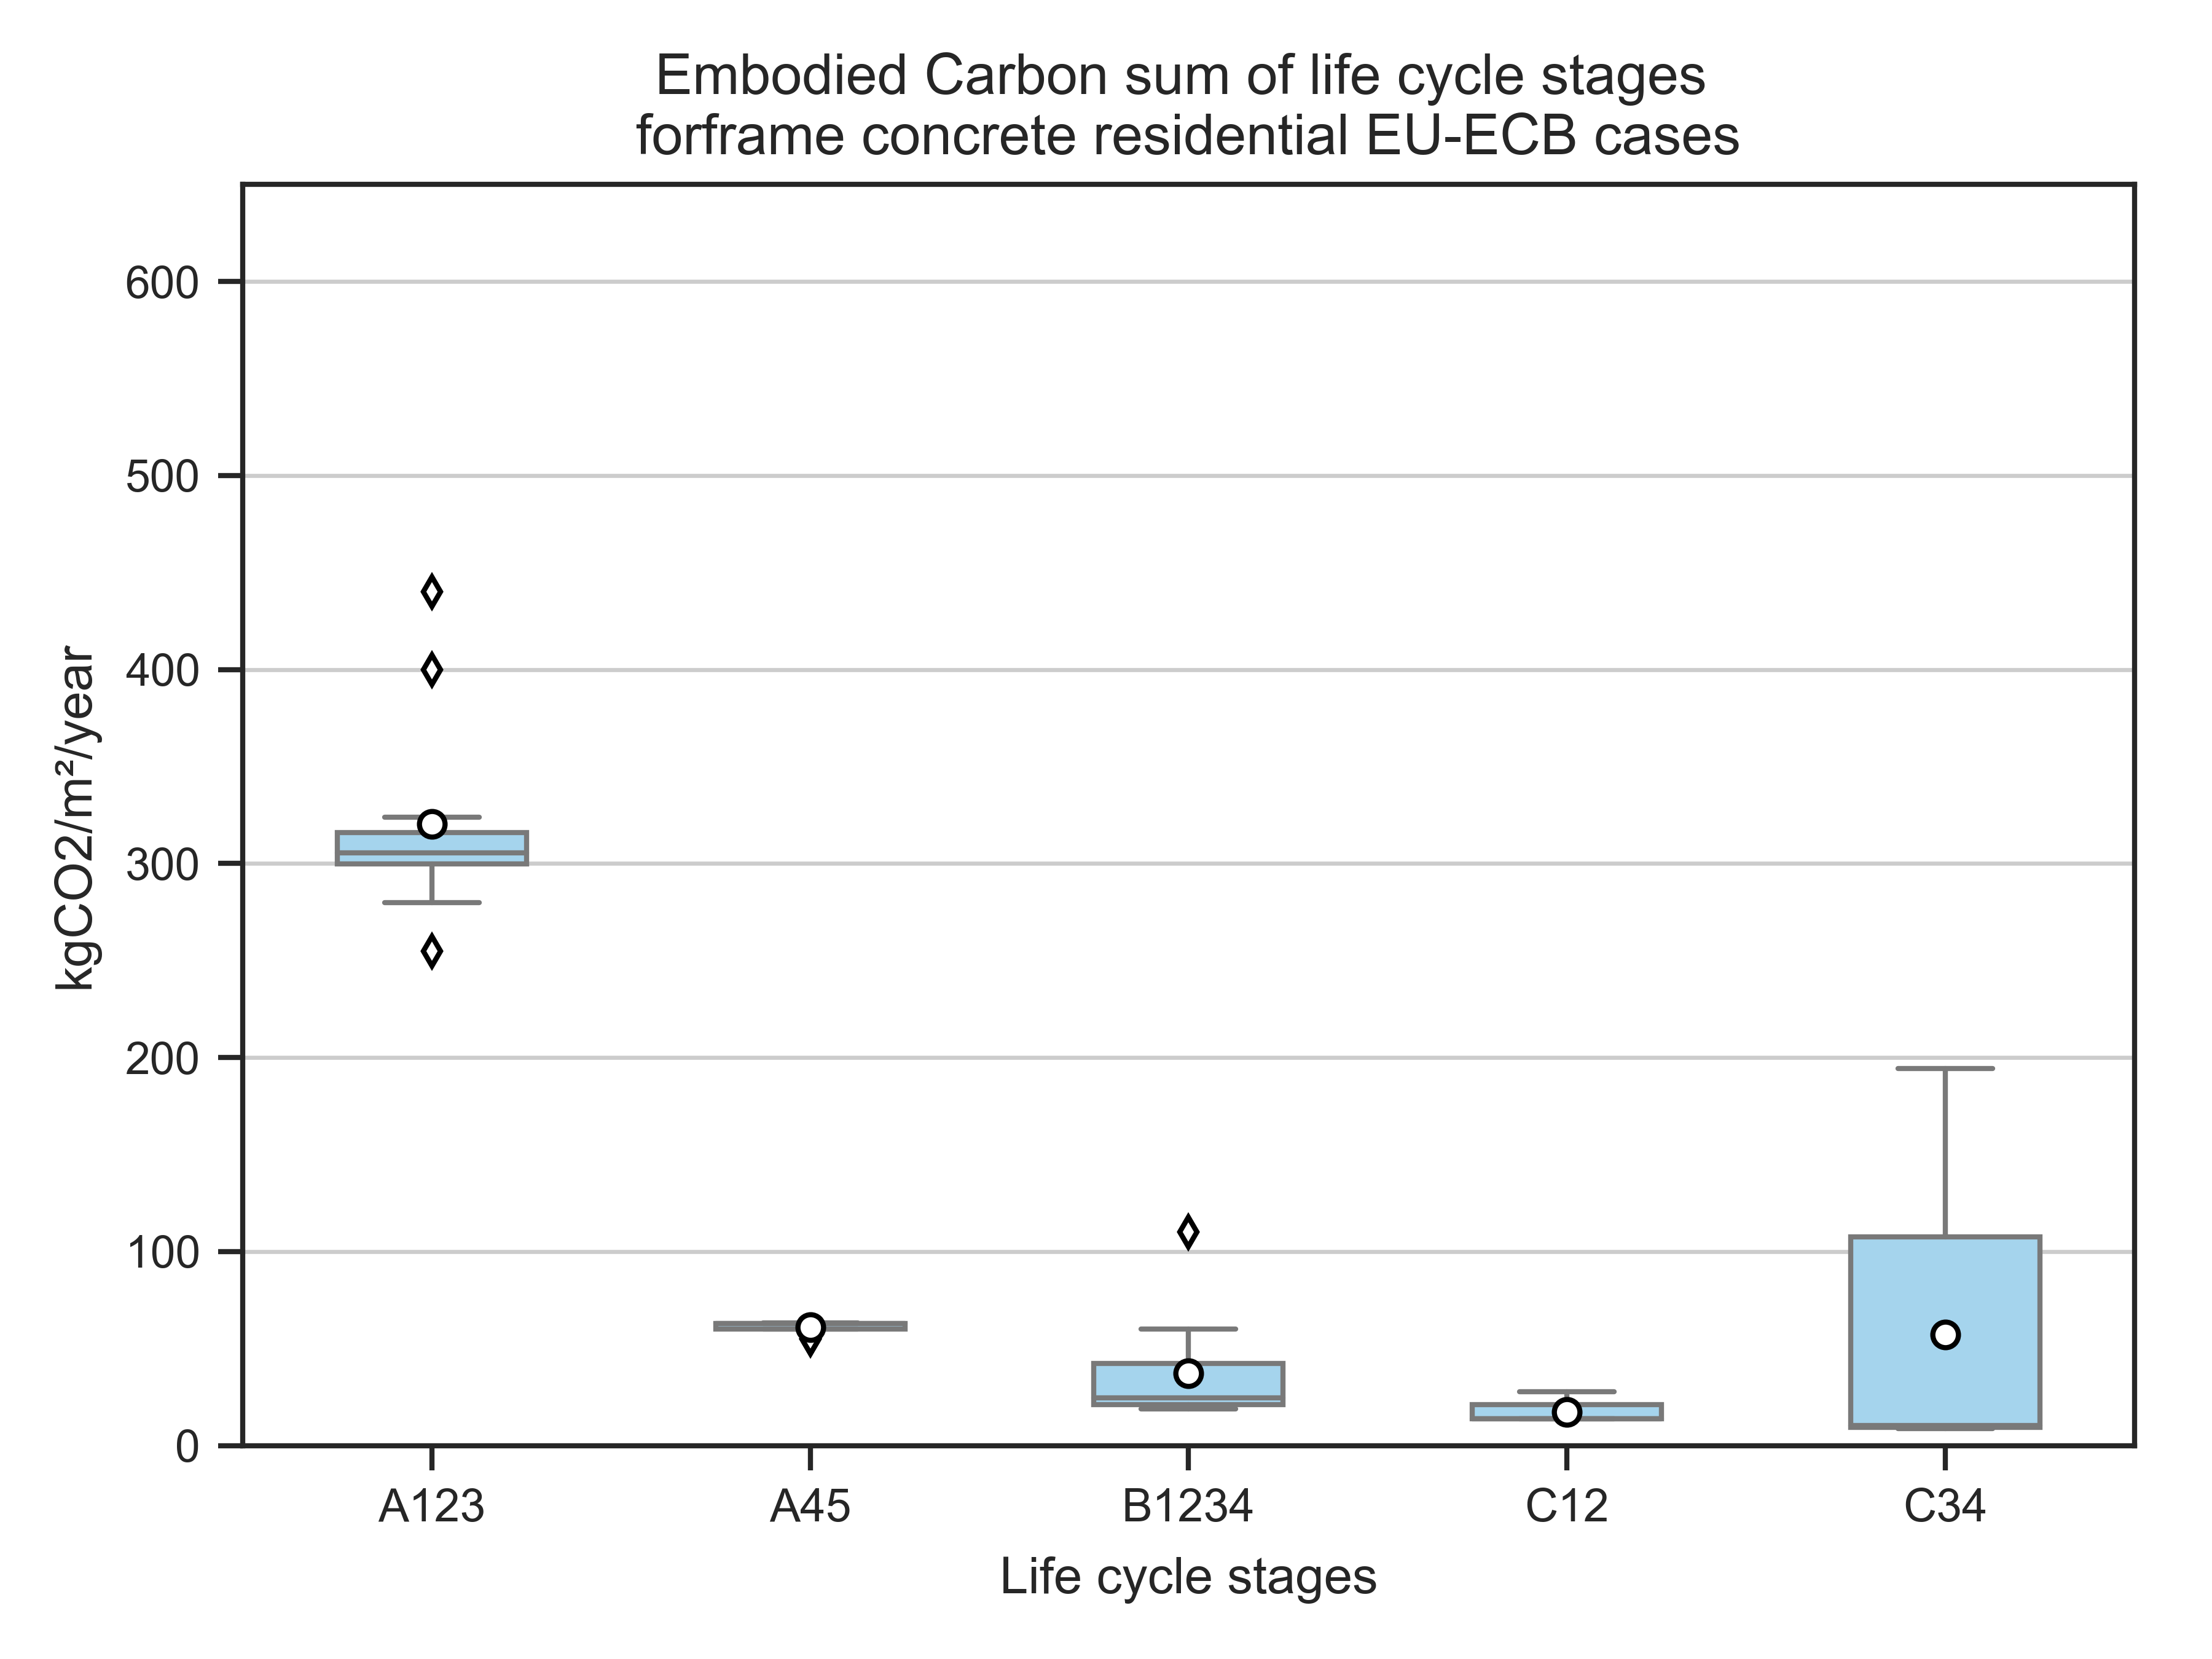 Embodied Carbon sum of life cycle stages
forframe concrete residential EU-ECB cases
kgCO2/m²/year
600
500
400
300
200
100
0
A123 A45 B1234 C12 C34
Life cycle stages